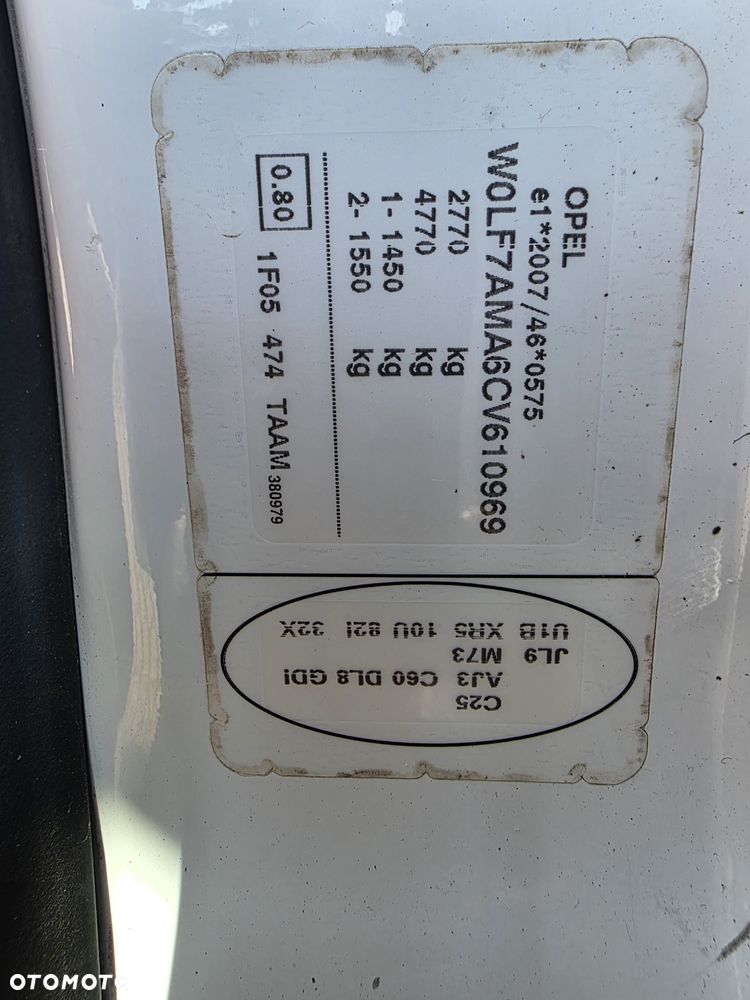 OPEL
e1*2007/46*0575
W0LF7AMA6CV610969
2770 kg
4770 kg
1- 1450 kg
2- 1550 kg
0.80 1F05 474 TAAM 380979
C25
AJ3 C60 DL8 GDI
JL9 M73
U1B XR5 10U 82I 32X
OTOMOTO